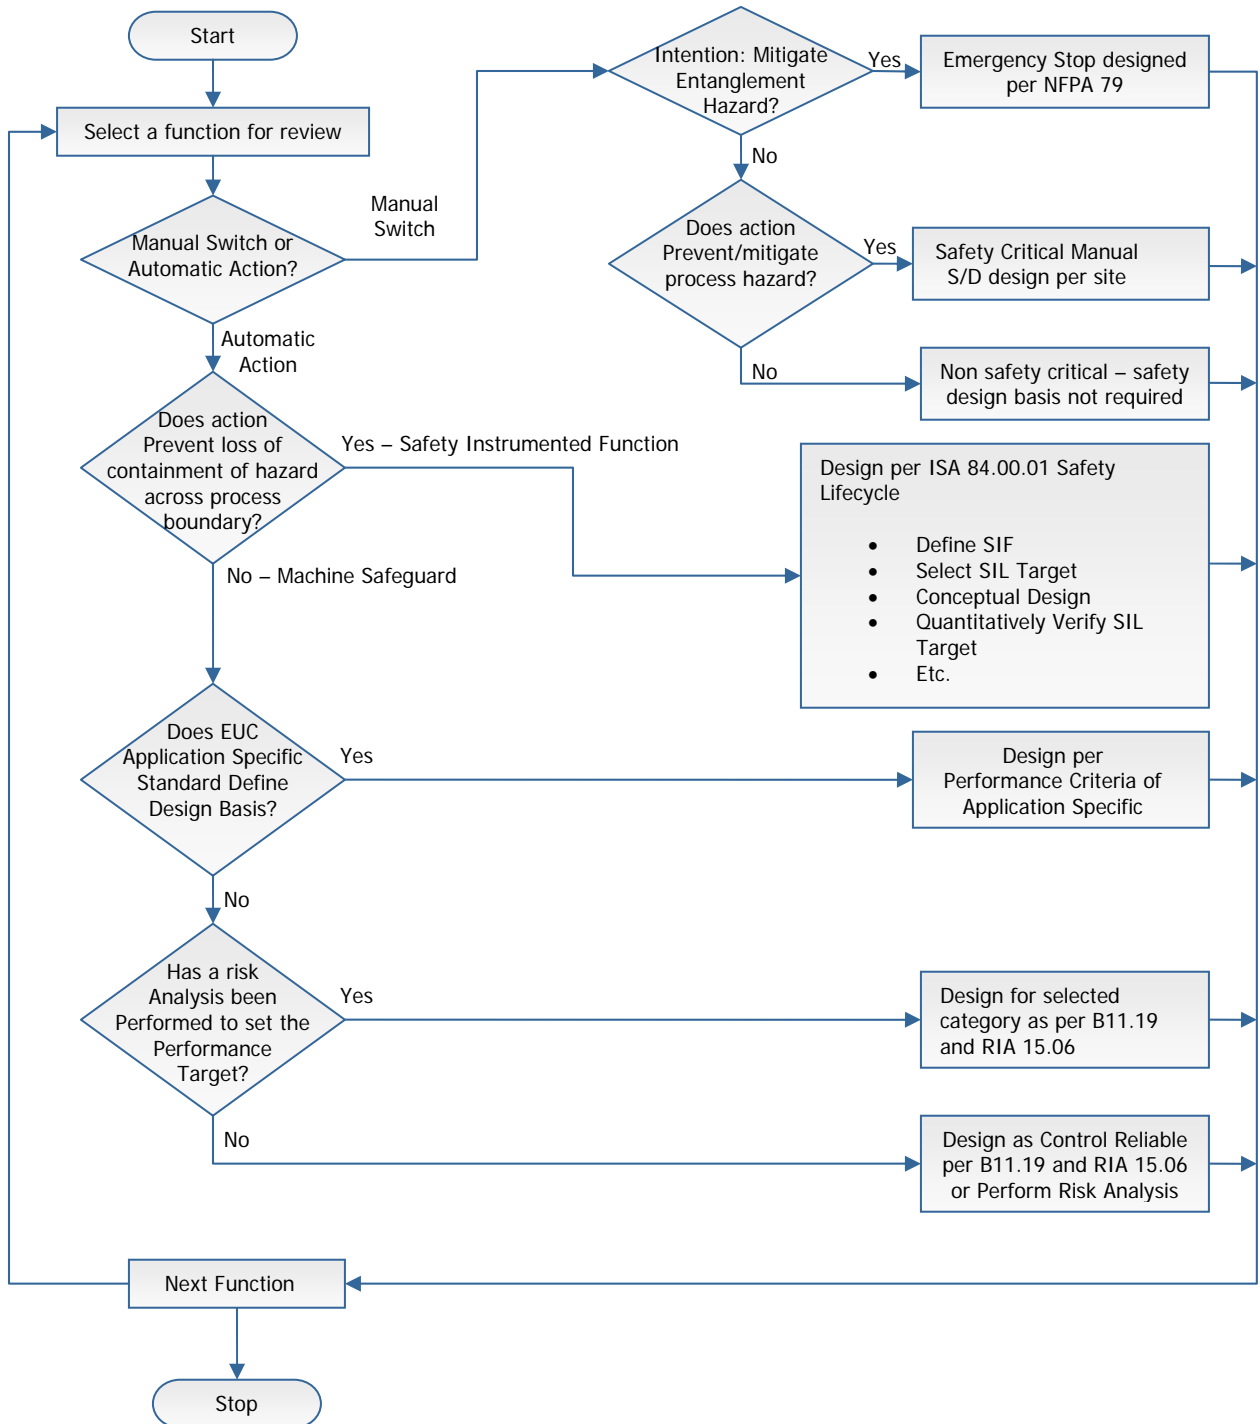 Start
Select a function for review
Manual Switch or
Automatic Action?
Manual
Switch
Intention: Mitigate
Entanglement
Hazard?
Yes
Emergency Stop designed
per NFPA 79
No
Does action
Prevent/mitigate
process hazard?
Yes
Safety Critical Manual
S/D design per site
No
Non safety critical – safety
design basis not required
Automatic
Action
Does action
Prevent loss of
containment of hazard
across process
boundary?
Yes – Safety Instrumented Function
Design per ISA 84.00.01 Safety
Lifecycle
• Define SIF
• Select SIL Target
• Conceptual Design
• Quantitatively Verify SIL
Target
• Etc.
No – Machine Safeguard
Does EUC
Application Specific
Standard Define
Design Basis?
Yes
Design per
Performance Criteria of
Application Specific
No
Has a risk
Analysis been
Performed to set the
Performance
Target?
Yes
Design for selected
category as per B11.19
and RIA 15.06
No
Design as Control Reliable
per B11.19 and RIA 15.06
or Perform Risk Analysis
Next Function
Stop